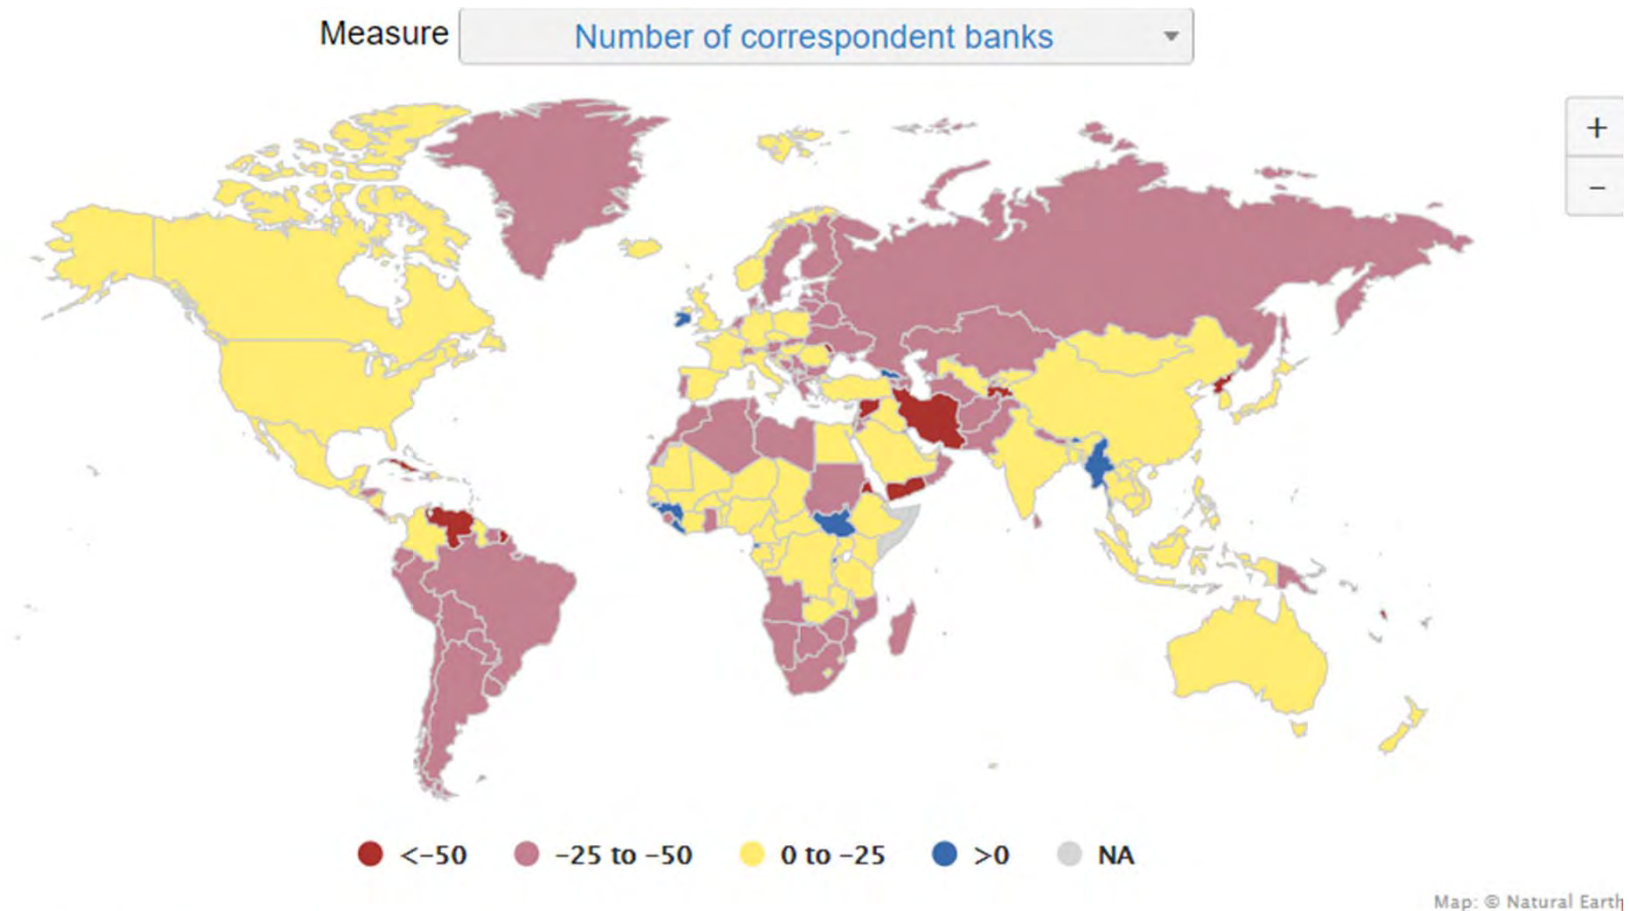 Measure Number of correspondent banks
+
−
<-50 -25 to -50 0 to -25 >0 NA
Map: © Natural Earth